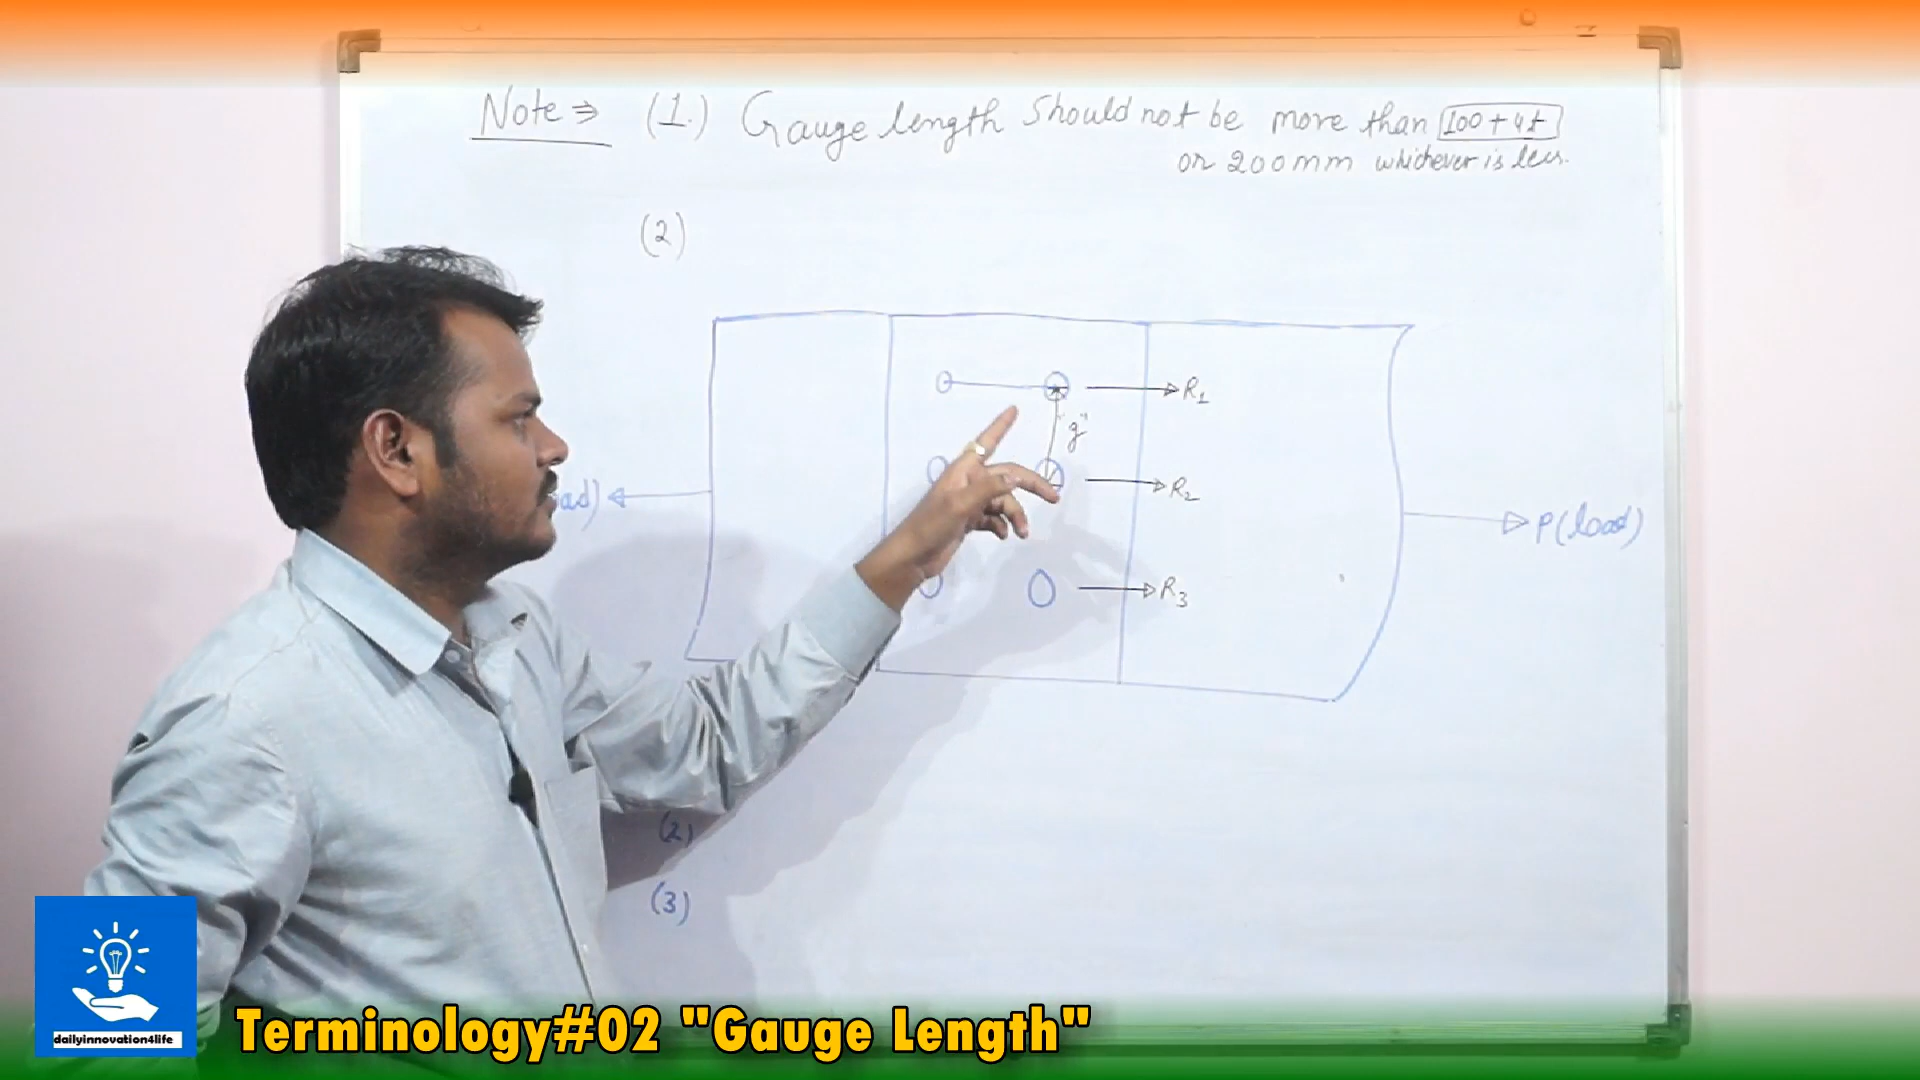 Note ⇒ (1.) Gauge length should not be more than 100 + 4t
or 200mm whichever is less.
(2)
R1
"g"
R2
ad)
P(load)
R3
(2)
(3)
dailyinnovation4life
Terminology#02 "Gauge Length"